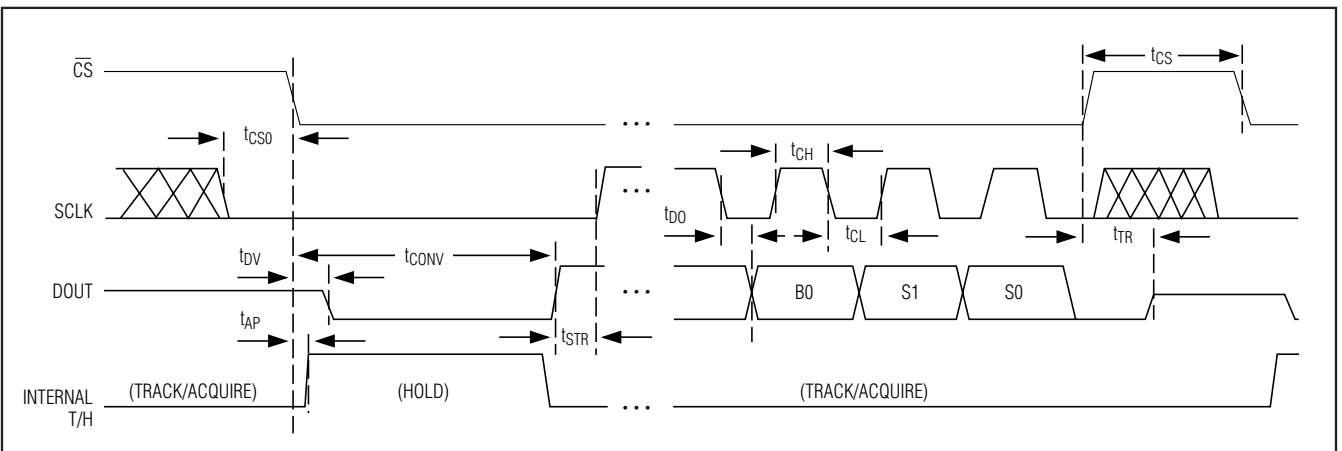 CS
tCS
tCS0
...
tCH
SCLK
...
tDO
tCL
tTR
tDV
tCONV
DOUT
...
B0
S1
S0
tAP
tSTR
INTERNAL
T/H
(TRACK/ACQUIRE)
(HOLD)
...
(TRACK/ACQUIRE)